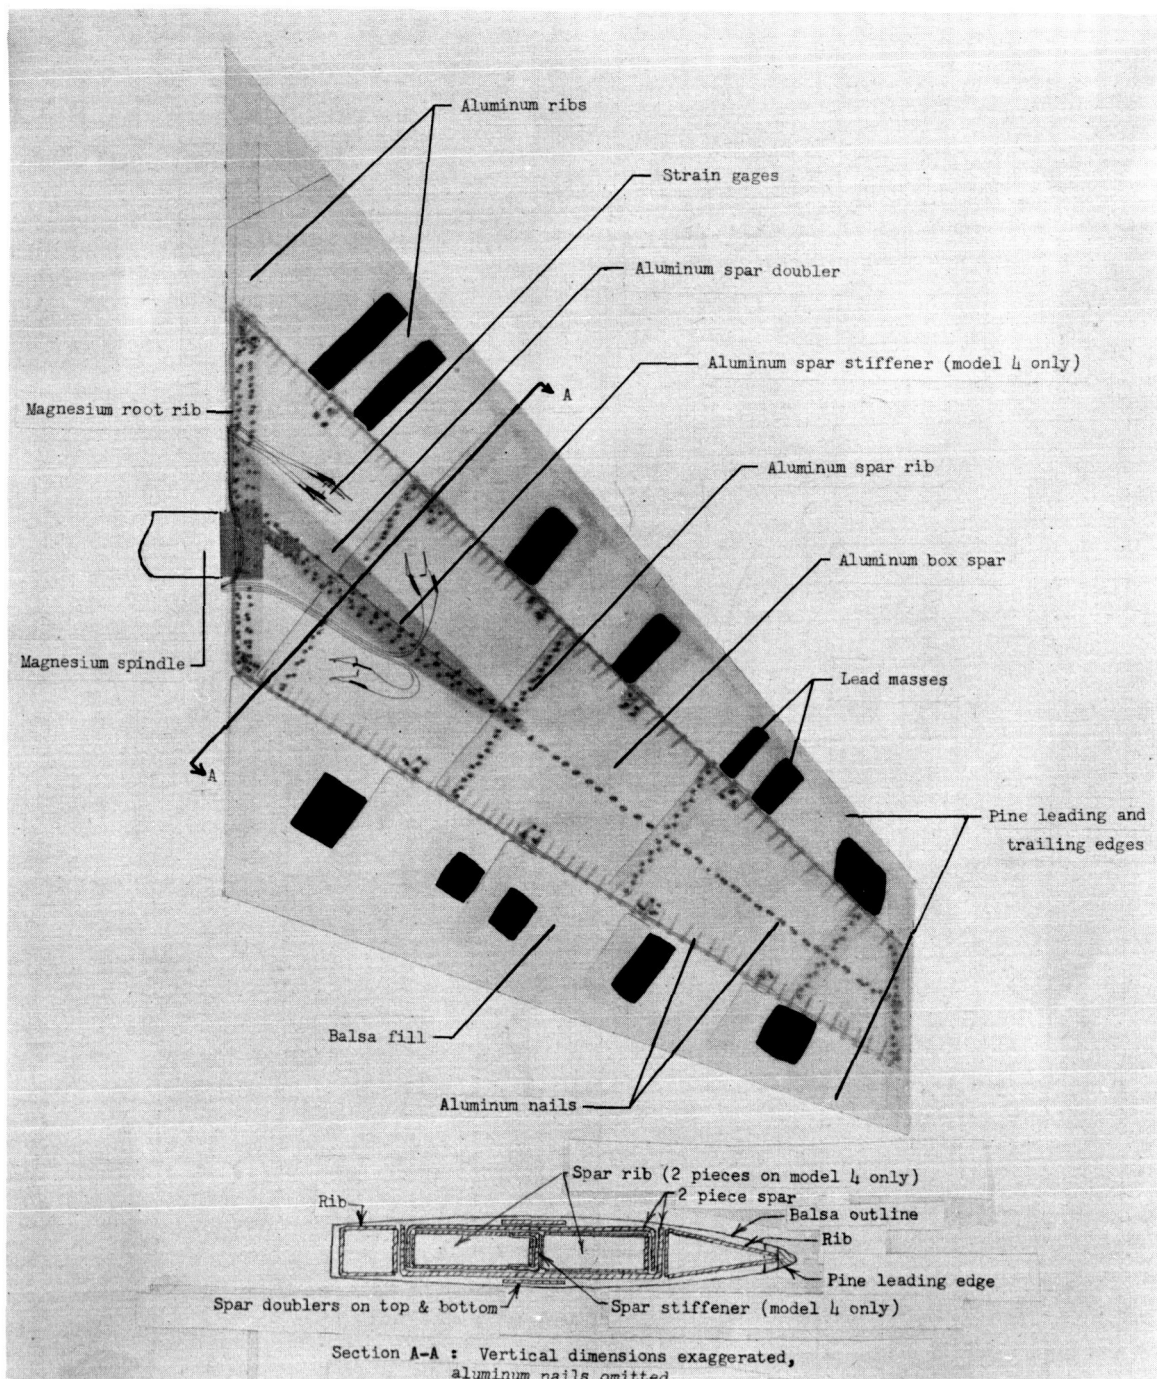 Aluminum ribs
Strain gages
Aluminum spar doubler
Aluminum spar stiffener (model 4 only)
A
Magnesium root rib
Aluminum spar rib
Aluminum box spar
Magnesium spindle
Lead masses
A
Pine leading and
trailing edges
Balsa fill
Aluminum nails
Spar rib (2 pieces on model 4 only)
Rib
2 piece spar
Balsa outline
Rib
Pine leading edge
Spar doublers on top & bottom
Spar stiffener (model 4 only)
Section A-A : Vertical dimensions exaggerated,
aluminum nails omitted